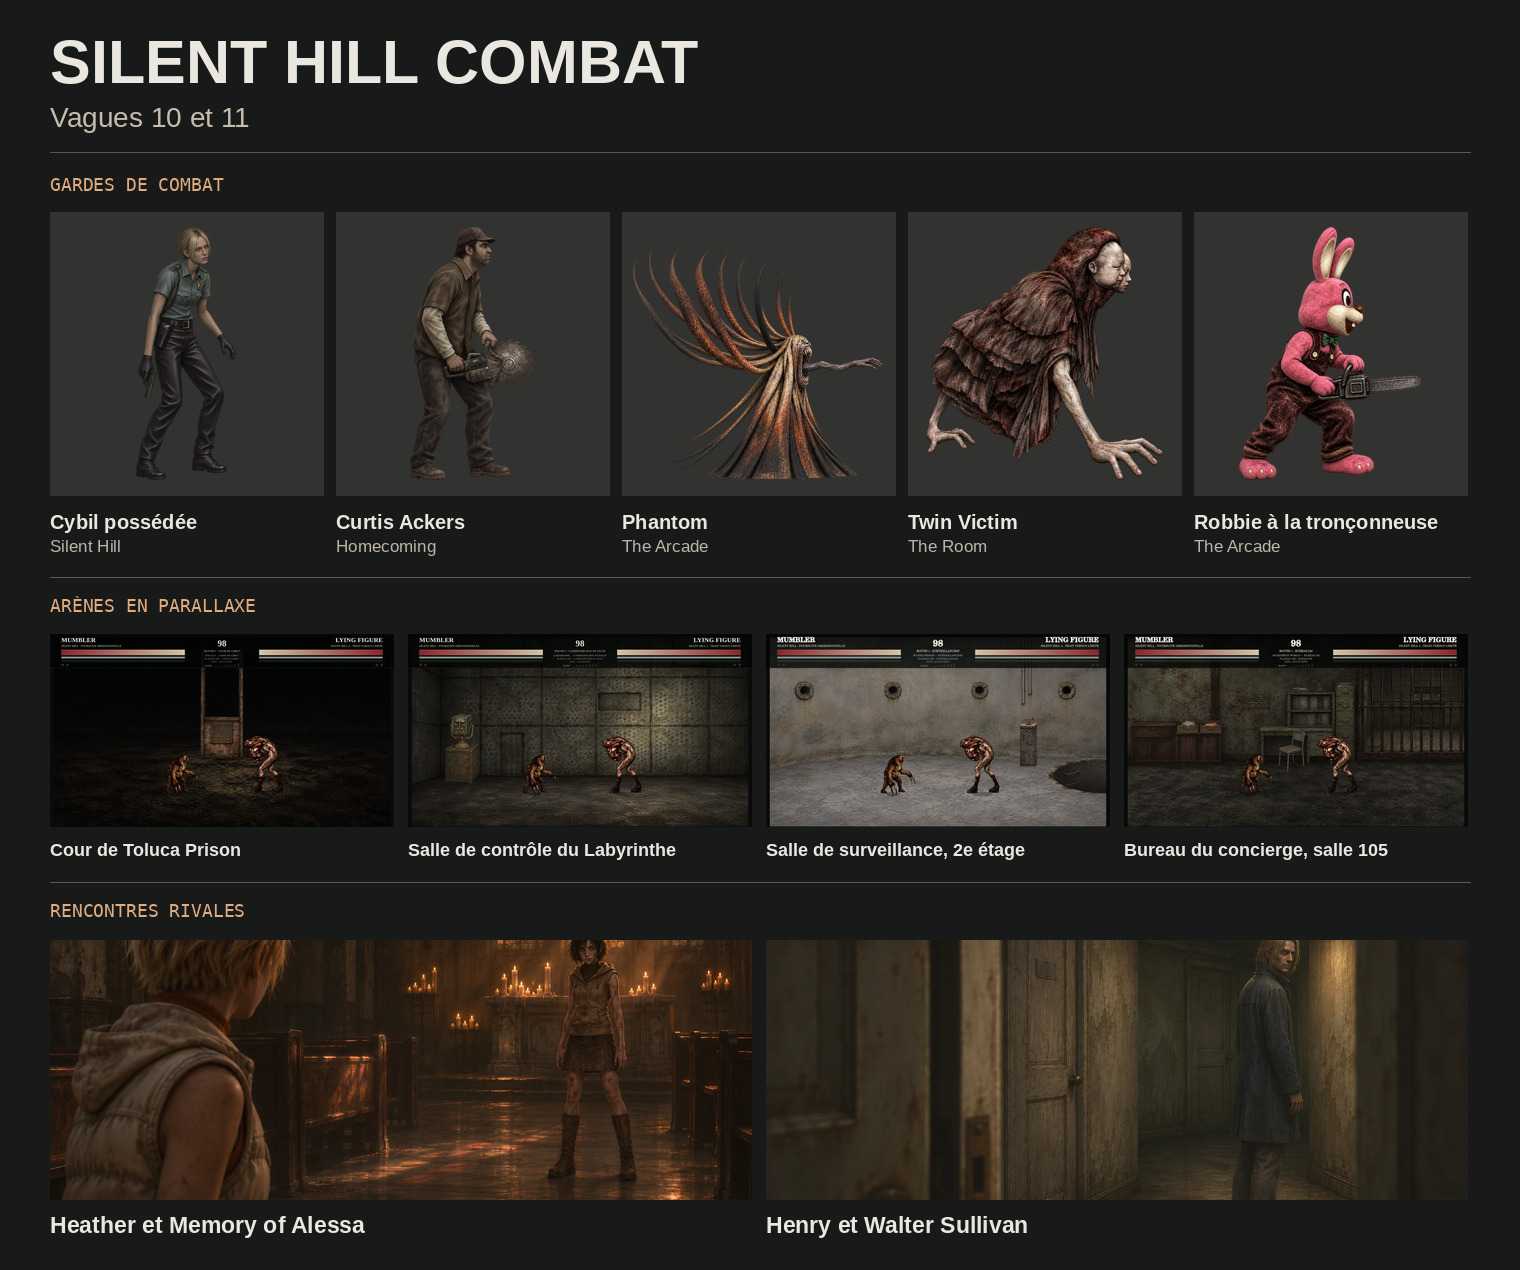 SILENT HILL COMBAT
Vagues 10 et 11
GARDES DE COMBAT
Cybil possédée
Silent Hill
Curtis Ackers
Homecoming
Phantom
The Arcade
Twin Victim
The Room
Robbie à la tronçonneuse
The Arcade
ARÈNES EN PARALLAXE
MUMBLER
98
LYING FIGURE
MUMBLER
98
LYING FIGURE
MUMBLER
98
LYING FIGURE
MUMBLER
98
LYING FIGURE
Cour de Toluca Prison
Salle de contrôle du Labyrinthe
Salle de surveillance, 2e étage
Bureau du concierge, salle 105
RENCONTRES RIVALES
Heather et Memory of Alessa
Henry et Walter Sullivan